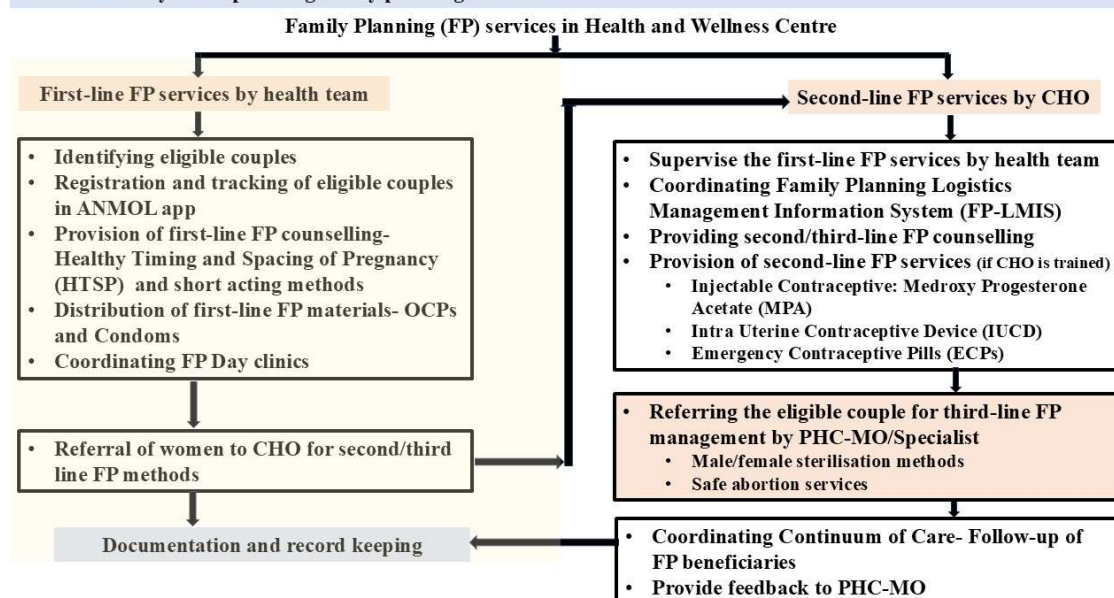 Family Planning (FP) services in Health and Wellness Centre
First-line FP services by health team
• Identifying eligible couples
• Registration and tracking of eligible couples
in ANMOL app
• Provision of first-line FP counselling-
Healthy Timing and Spacing of Pregnancy
(HTSP) and short acting methods
• Distribution of first-line FP materials- OCPs
and Condoms
• Coordinating FP Day clinics
• Referral of women to CHO for second/third
line FP methods
Documentation and record keeping
Second-line FP services by CHO
• Supervise the first-line FP services by health team
• Coordinating Family Planning Logistics
Management Information System (FP-LMIS)
• Providing second/third-line FP counselling
• Provision of second-line FP services (if CHO is trained)
• Injectable Contraceptive: Medroxy Progesterone
Acetate (MPA)
• Intra Uterine Contraceptive Device (IUCD)
• Emergency Contraceptive Pills (ECPs)
• Referring the eligible couple for third-line FP
management by PHC-MO/Specialist
• Male/female sterilisation methods
• Safe abortion services
• Coordinating Continuum of Care- Follow-up of
FP beneficiaries
• Provide feedback to PHC-MO